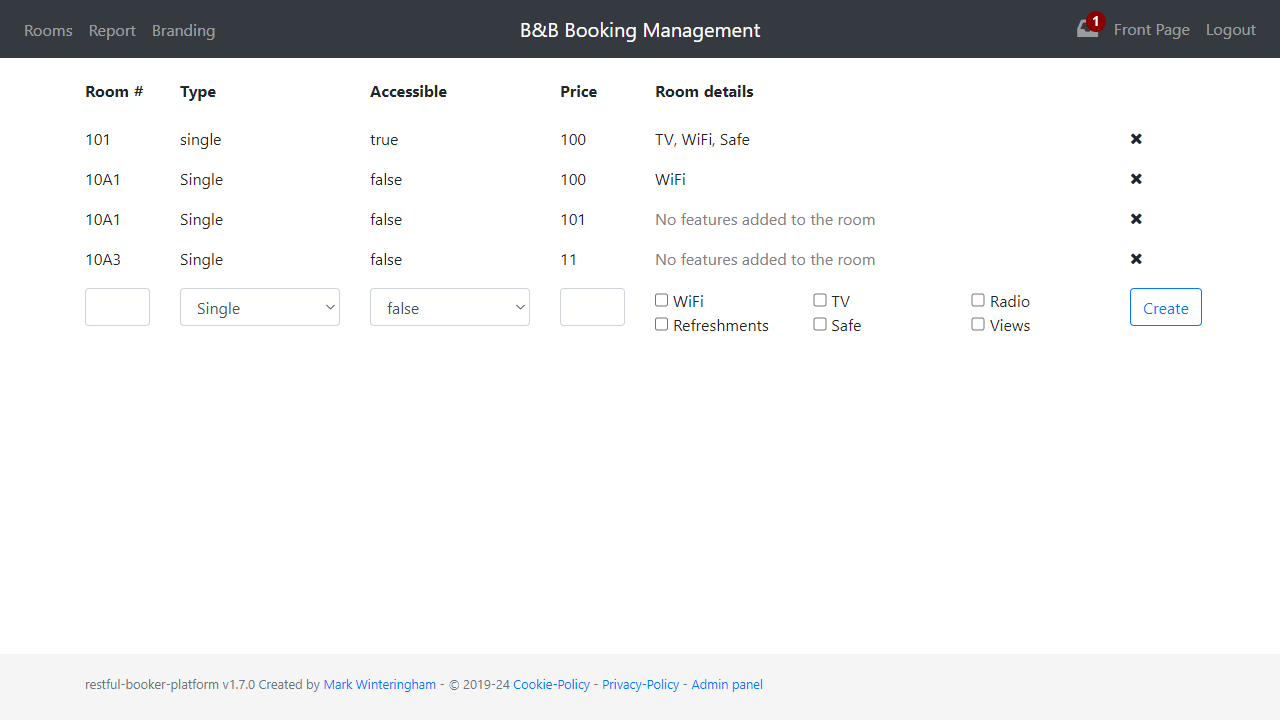 Rooms Report Branding B&B Booking Management 1 Front Page Logout
Room # Type Accessible Price Room details
101 single true 100 TV, WiFi, Safe
10A1 Single false 100 WiFi
10A1 Single false 101 No features added to the room
10A3 Single false 11 No features added to the room
Single false WiFi TV Radio Create
Refreshments Safe Views
restful-booker-platform v1.7.0 Created by Mark Winteringham - © 2019-24 Cookie-Policy - Privacy-Policy - Admin panel